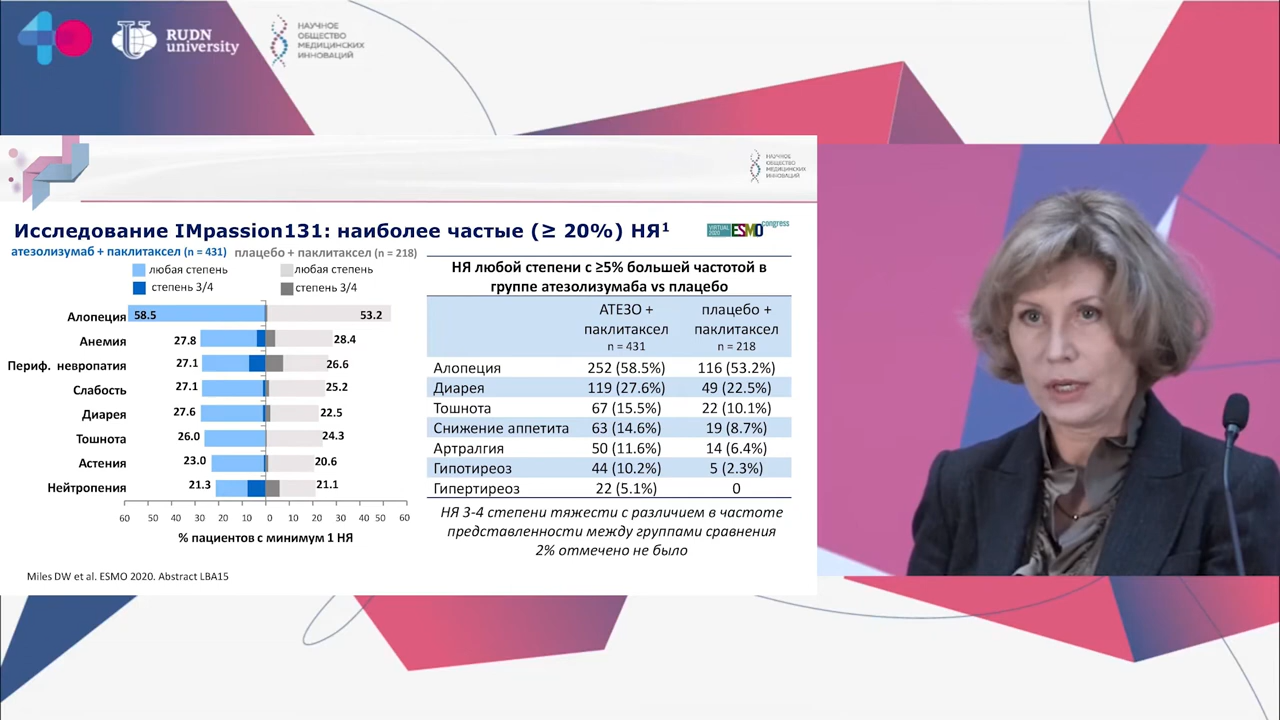 40
RUDN
university
НАУЧНОЕ
ОБЩЕСТВО
МЕДИЦИНСКИХ
ИННОВАЦИЙ
НАУЧНОЕ
ОБЩЕСТВО
МЕДИЦИНСКИХ
ИННОВАЦИЙ
Исследование IMpassion131: наиболее частые (≥ 20%) НЯ¹
VIRTUAL
2020
ESMO congress
атезолизумаб + паклитаксел (n = 431) плацебо + паклитаксел (n = 218)
любая степень любая степень
степень 3/4 степень 3/4
Алопеция 58.5 53.2
Анемия 27.8 28.4
Периф. невропатия 27.1 26.6
Слабость 27.1 25.2
Диарея 27.6 22.5
Тошнота 26.0 24.3
Астения 23.0 20.6
Нейтропения 21.3 21.1
60 50 40 30 20 10 0 10 20 30 40 50 60
% пациентов с минимум 1 НЯ
НЯ любой степени с ≥5% большей частотой в
группе атезолизумаба vs плацебо
АТЕЗО + плацебо +
паклитаксел паклитаксел
n = 431 n = 218
Алопеция 252 (58.5%) 116 (53.2%)
Диарея 119 (27.6%) 49 (22.5%)
Тошнота 67 (15.5%) 22 (10.1%)
Снижение аппетита 63 (14.6%) 19 (8.7%)
Артралгия 50 (11.6%) 14 (6.4%)
Гипотиреоз 44 (10.2%) 5 (2.3%)
Гипертиреоз 22 (5.1%) 0
НЯ 3-4 степени тяжести с различием в частоте
представленности между группами сравнения
2% отмечено не было
Miles DW et al. ESMO 2020. Abstract LBA15